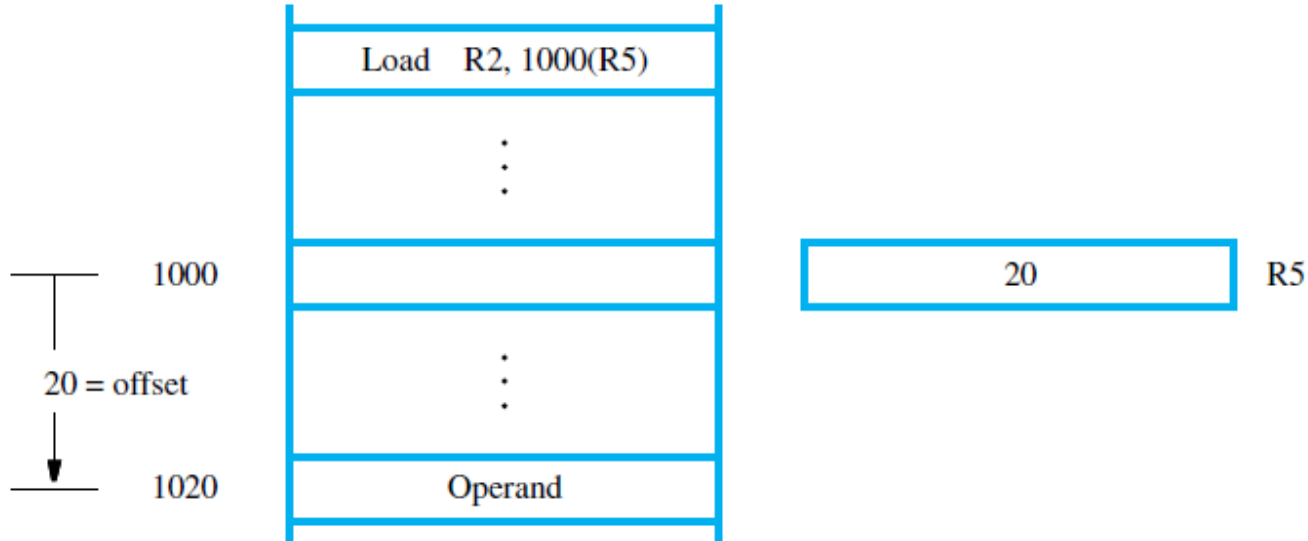 Load R2, 1000(R5)
1000
20
R5
20 = offset
1020
Operand